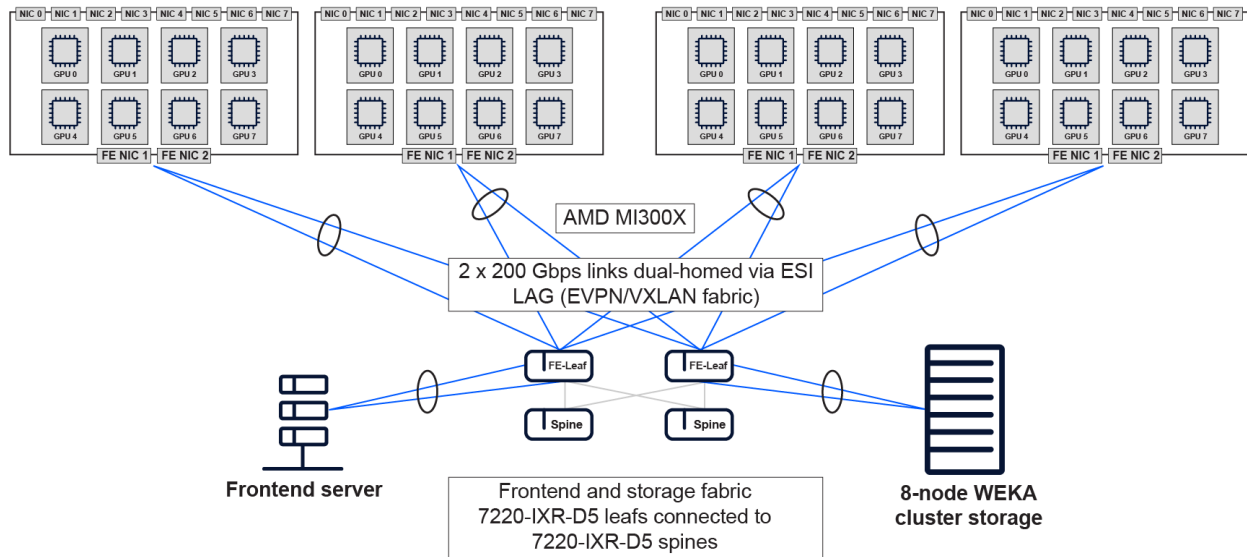 NIC 0 NIC 1 NIC 2 NIC 3 NIC 4 NIC 5 NIC 6 NIC 7
GPU 0 GPU 1 GPU 2 GPU 3
GPU 4 GPU 5 GPU 6 GPU 7
FE NIC 1 FE NIC 2
NIC 0 NIC 1 NIC 2 NIC 3 NIC 4 NIC 5 NIC 6 NIC 7
GPU 0 GPU 1 GPU 2 GPU 3
GPU 4 GPU 5 GPU 6 GPU 7
FE NIC 1 FE NIC 2
NIC 0 NIC 1 NIC 2 NIC 3 NIC 4 NIC 5 NIC 6 NIC 7
GPU 0 GPU 1 GPU 2 GPU 3
GPU 4 GPU 5 GPU 6 GPU 7
FE NIC 1 FE NIC 2
NIC 0 NIC 1 NIC 2 NIC 3 NIC 4 NIC 5 NIC 6 NIC 7
GPU 0 GPU 1 GPU 2 GPU 3
GPU 4 GPU 5 GPU 6 GPU 7
FE NIC 1 FE NIC 2
AMD MI300X
2 x 200 Gbps links dual-homed via ESI
LAG (EVPN/VXLAN fabric)
FE-Leaf FE-Leaf
Spine Spine
Frontend server
8-node WEKA
cluster storage
Frontend and storage fabric
7220-IXR-D5 leafs connected to
7220-IXR-D5 spines